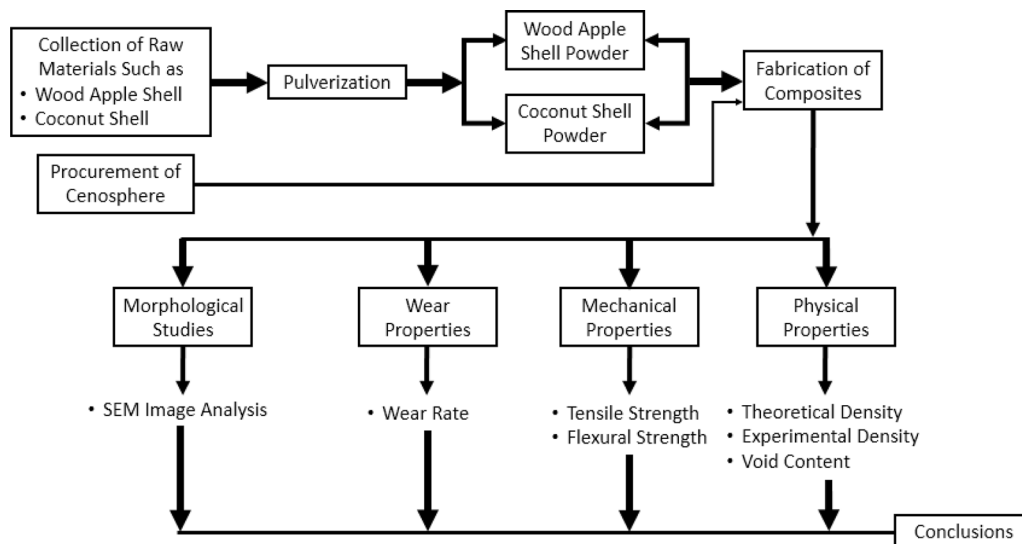 Collection of Raw
Materials Such as
• Wood Apple Shell
• Coconut Shell
Pulverization
Wood Apple
Shell Powder
Coconut Shell
Powder
Fabrication of
Composites
Procurement of
Cenosphere
Morphological
Studies
Wear
Properties
Mechanical
Properties
Physical
Properties
• SEM Image Analysis
• Wear Rate
• Tensile Strength
• Flexural Strength
• Theoretical Density
• Experimental Density
• Void Content
Conclusions